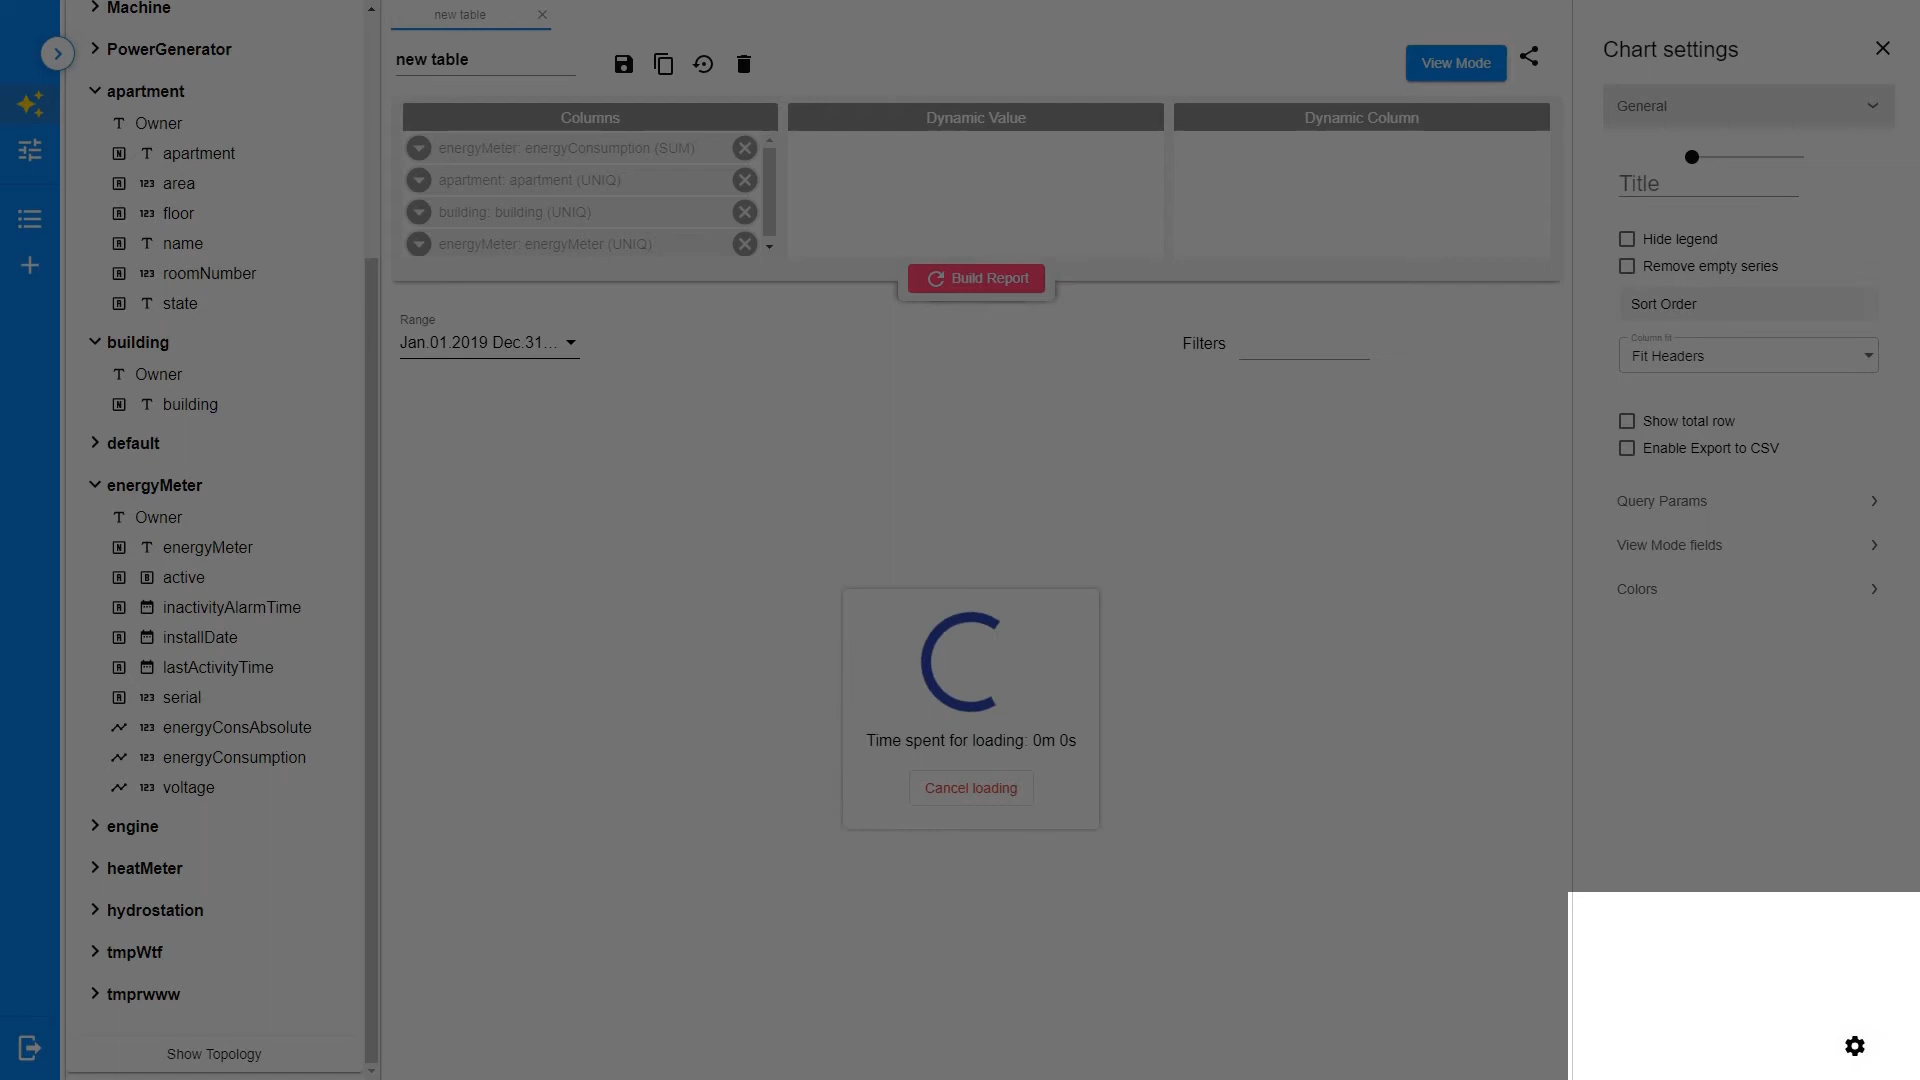 Machine
PowerGenerator
apartment
Owner
apartment
area
floor
name
roomNumber
state
building
Owner
building
default
energyMeter
Owner
energyMeter
active
inactivityAlarmTime
installDate
lastActivityTime
serial
energyConsAbsolute
energyConsumption
voltage
engine
heatMeter
hydrostation
tmpWtf
tmprwww
Show Topology
new table
new table
View Mode
Columns
Dynamic Value
Dynamic Column
energyMeter: energyConsumption (SUM)
apartment: apartment (UNIQ)
building: building (UNIQ)
energyMeter: energyMeter (UNIQ)
Build Report
Range
Jan.01.2019 Dec.31...
Filters
Time spent for loading: 0m 0s
Cancel loading
Chart settings
General
Title
Hide legend
Remove empty series
Sort Order
Column fit
Fit Headers
Show total row
Enable Export to CSV
Query Params
View Mode fields
Colors